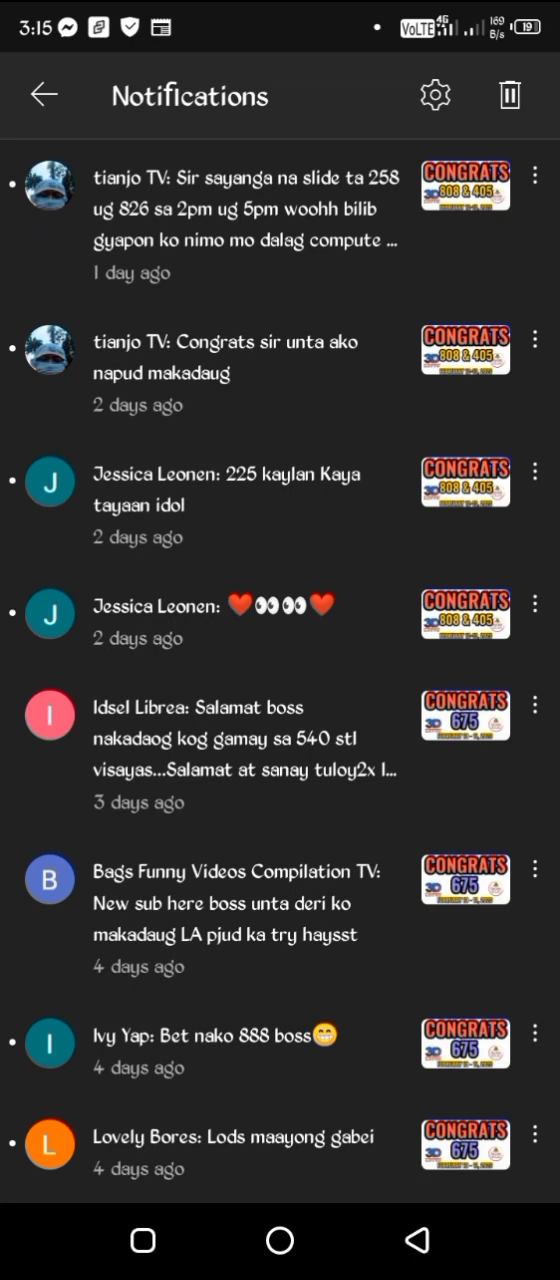 3:15
VoLTE 4G 169 B/s 19
Notifications
tianjo TV: Sir sayanga na slide ta 258
ug 826 sa 2pm ug 5pm woohh bilib
gyapon ko nimo mo dalag compute ...
1 day ago
CONGRATS
3D 808 & 405
tianjo TV: Congrats sir unta ako
napud makadaug
2 days ago
CONGRATS
3D 808 & 405
Jessica Leonen: 225 kaylan Kaya
tayaan idol
2 days ago
CONGRATS
3D 808 & 405
Jessica Leonen: ❤️👀👀❤️
2 days ago
CONGRATS
3D 808 & 405
I
Idsel Librea: Salamat boss
nakadaog kog gamay sa 540 stl
visayas...Salamat at sanay tuloy2x l...
3 days ago
CONGRATS
3D 675
B
Bags Funny Videos Compilation TV:
New sub here boss unta deri ko
makadaug LA pjud ka try haysst
4 days ago
CONGRATS
3D 675
I
Ivy Yap: Bet nako 888 boss😁
4 days ago
CONGRATS
3D 675
L
Lovely Bores: Lods maayong gabei
4 days ago
CONGRATS
3D 675